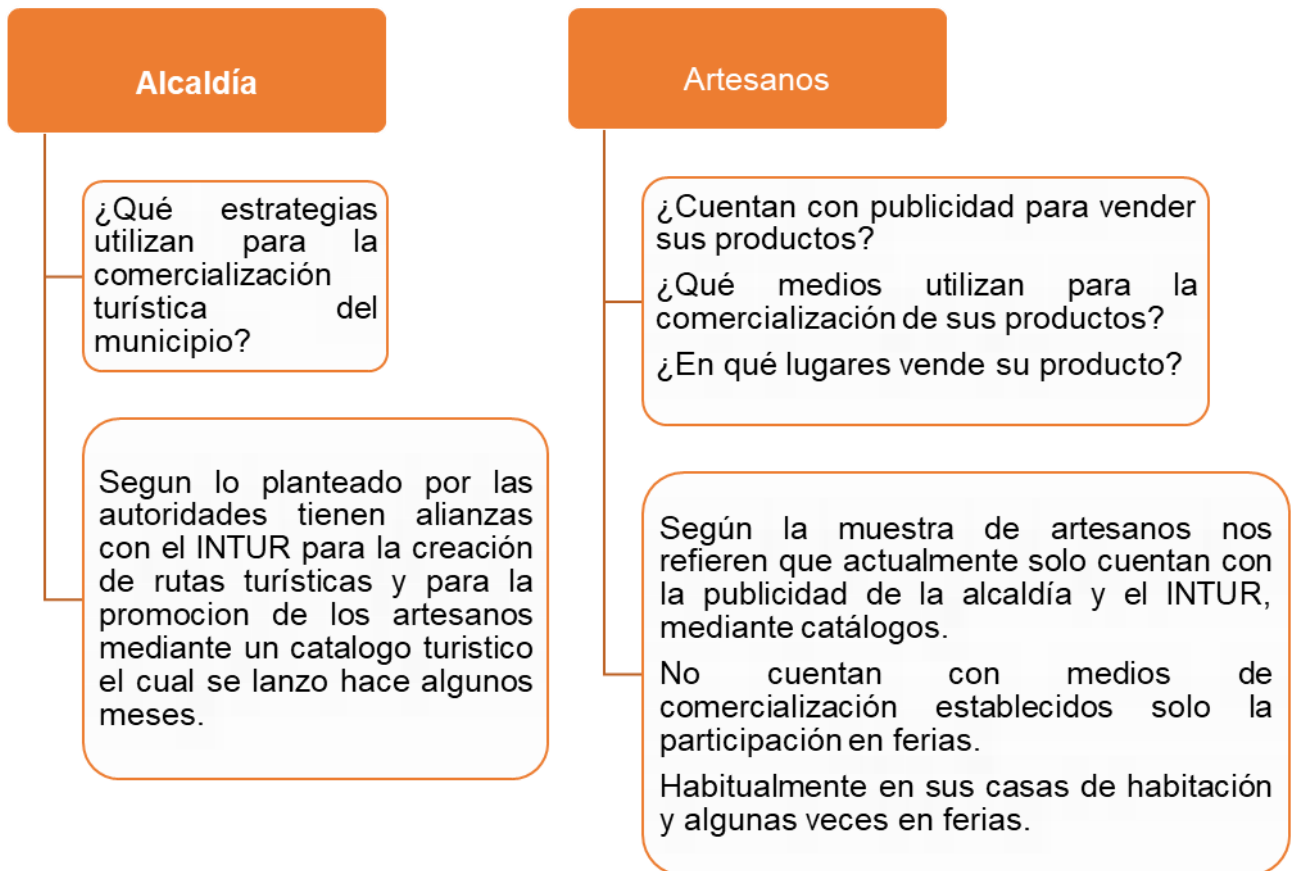 Alcaldía
¿Qué estrategias
utilizan para la
comercialización
turística del
municipio?
Segun lo planteado por las
autoridades tienen alianzas
con el INTUR para la creación
de rutas turísticas y para la
promocion de los artesanos
mediante un catalogo turistico
el cual se lanzo hace algunos
meses.
Artesanos
¿Cuentan con publicidad para vender
sus productos?
¿Qué medios utilizan para la
comercialización de sus productos?
¿En qué lugares vende su producto?
Según la muestra de artesanos nos
refieren que actualmente solo cuentan con
la publicidad de la alcaldía y el INTUR,
mediante catálogos.
No cuentan con medios de
comercialización establecidos solo la
participación en ferias.
Habitualmente en sus casas de habitación
y algunas veces en ferias.